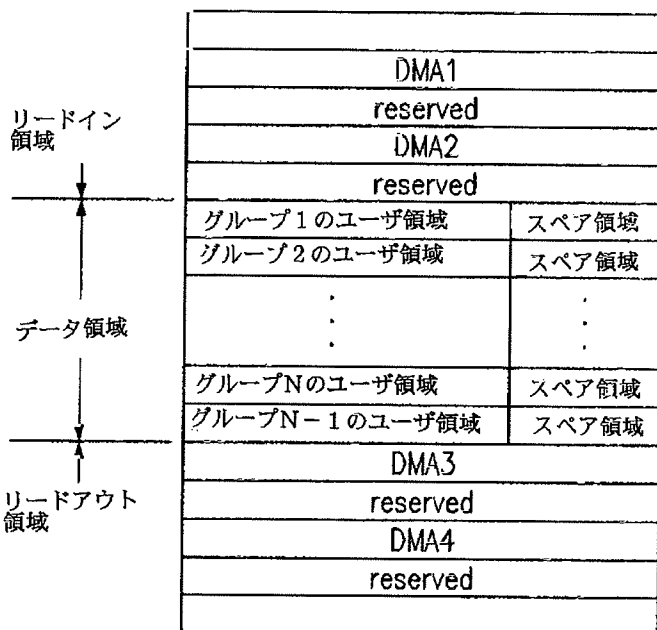 DMA1
リードイン
領域
reserved
DMA2
reserved
グループ1のユーザ領域 スペア領域
グループ2のユーザ領域 スペア領域
データ領域
グループNのユーザ領域 スペア領域
グループN-1のユーザ領域 スペア領域
DMA3
リードアウト
領域
reserved
DMA4
reserved